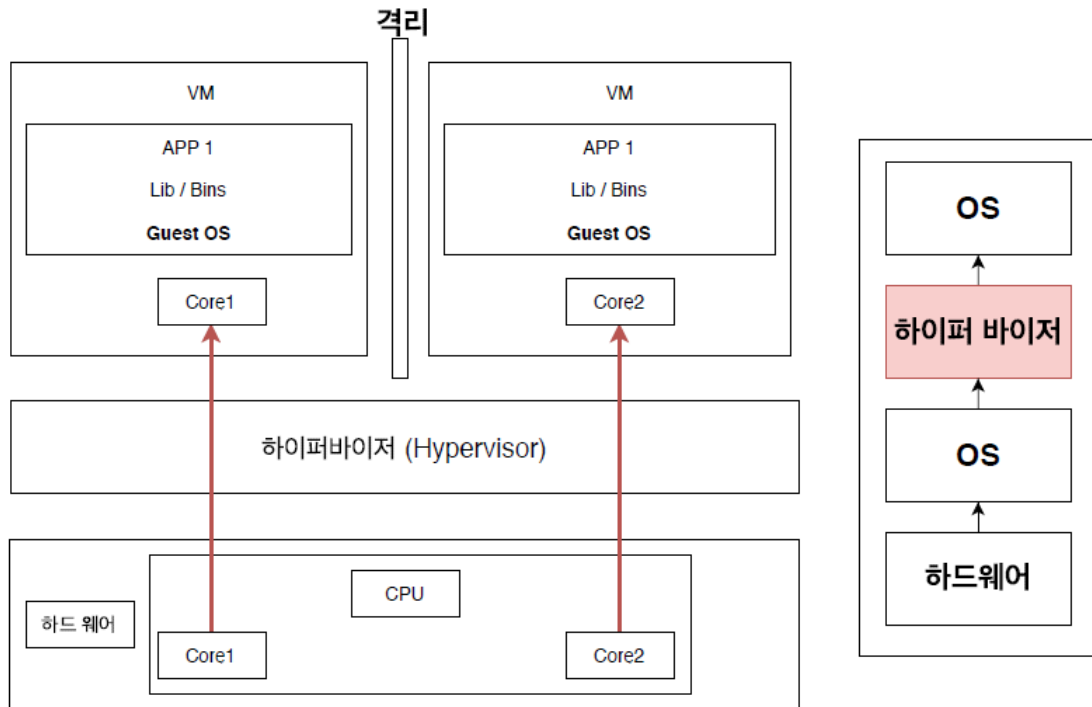 격리
VM
APP 1
Lib / Bins
Guest OS
Core1
VM
APP 1
Lib / Bins
Guest OS
Core2
하이퍼바이저 (Hypervisor)
하드 웨어
CPU
Core1
Core2
OS
하이퍼 바이저
OS
하드웨어